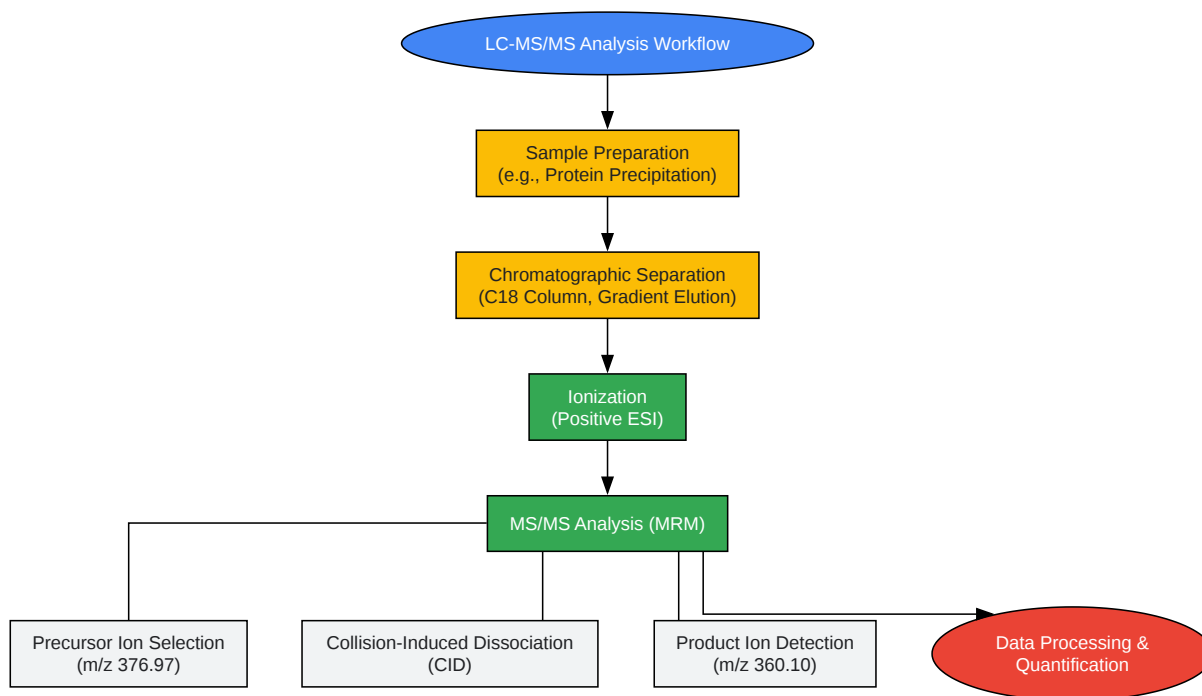 LC-MS/MS Analysis Workflow
Sample Preparation
(e.g., Protein Precipitation)
Chromatographic Separation
(C18 Column, Gradient Elution)
Ionization
(Positive ESI)
MS/MS Analysis (MRM)
Precursor Ion Selection
(m/z 376.97)
Collision-Induced Dissociation
(CID)
Product Ion Detection
(m/z 360.10)
Data Processing &
Quantification